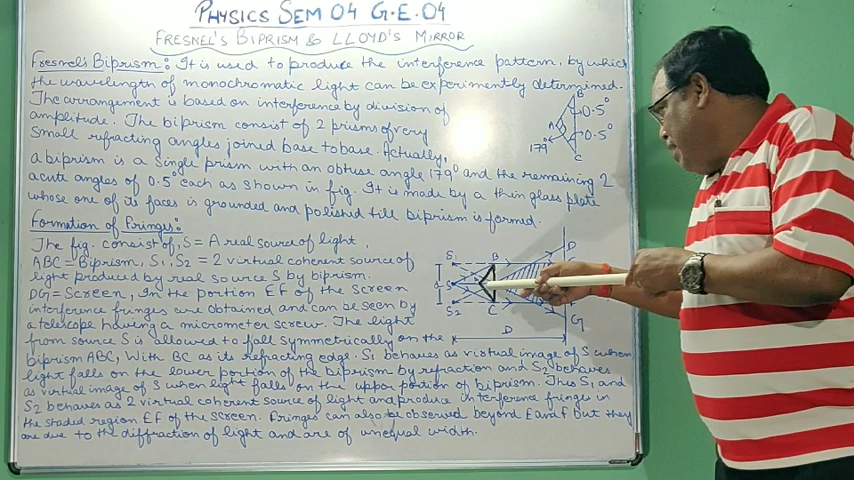 PHYSICS SEM 04 G.E.04
FRESNEL'S BIPRISM & LLOYD'S MIRROR
Fresnel's Biprism: It is used to produce the interference pattern, by which
the wavelength of monochromatic light can be experimently determined.
The arrangement is based on interference by division of
amplitude. The biprism consist of 2 prisms of very
small refracting angles joined base to base. Actually,
a biprism is a single prism with an obtuse angle 179° and the remaining 2
acute angles of 0.5° each as shown in fig. It is made by a thin glass plate
whose one of its faces is grounded and polished till biprism is formed.
B
0.5°
A
0.5°
179°
C
Formation of Fringes:
The fig. consist of, S = A real source of light,
ABC = Biprism, S1, S2 = 2 virtual coherent source of
light produced by real source S by biprism.
DG = Screen, In the portion EF of the screen
interference fringes are obtained and can be seen by
a telescope having a micrometer screw. The light
from source S is allowed to fall symmetrically on the
biprism ABC, With BC as its refracting edge. S1 behaves as virtual image of S when
light falls on the lower portion of the biprism by refraction and S2 behaves
as virtual image of S when light falls on the uppor portion of biprism. Thus S1 and
S2 behaves as 2 virtual coherent source of light and produce interference fringes in
the shaded region EF of the screen. Fringes can also be observed beyond E and F but they
are due to the diffraction of light and are of unequal width.
S1
B
D
S
S2
C
G
D